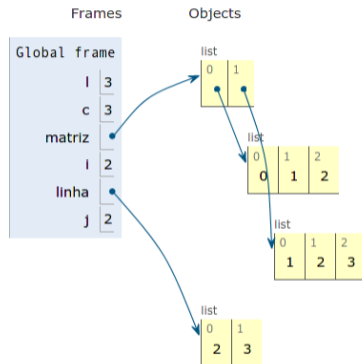 Frames Objects
Global frame
l 3
c 3
matriz
i 2
linha
j 2
list
0 1
list
0 1 2
0 1 2
list
0 1 2
1 2 3
list
0 1
2 3